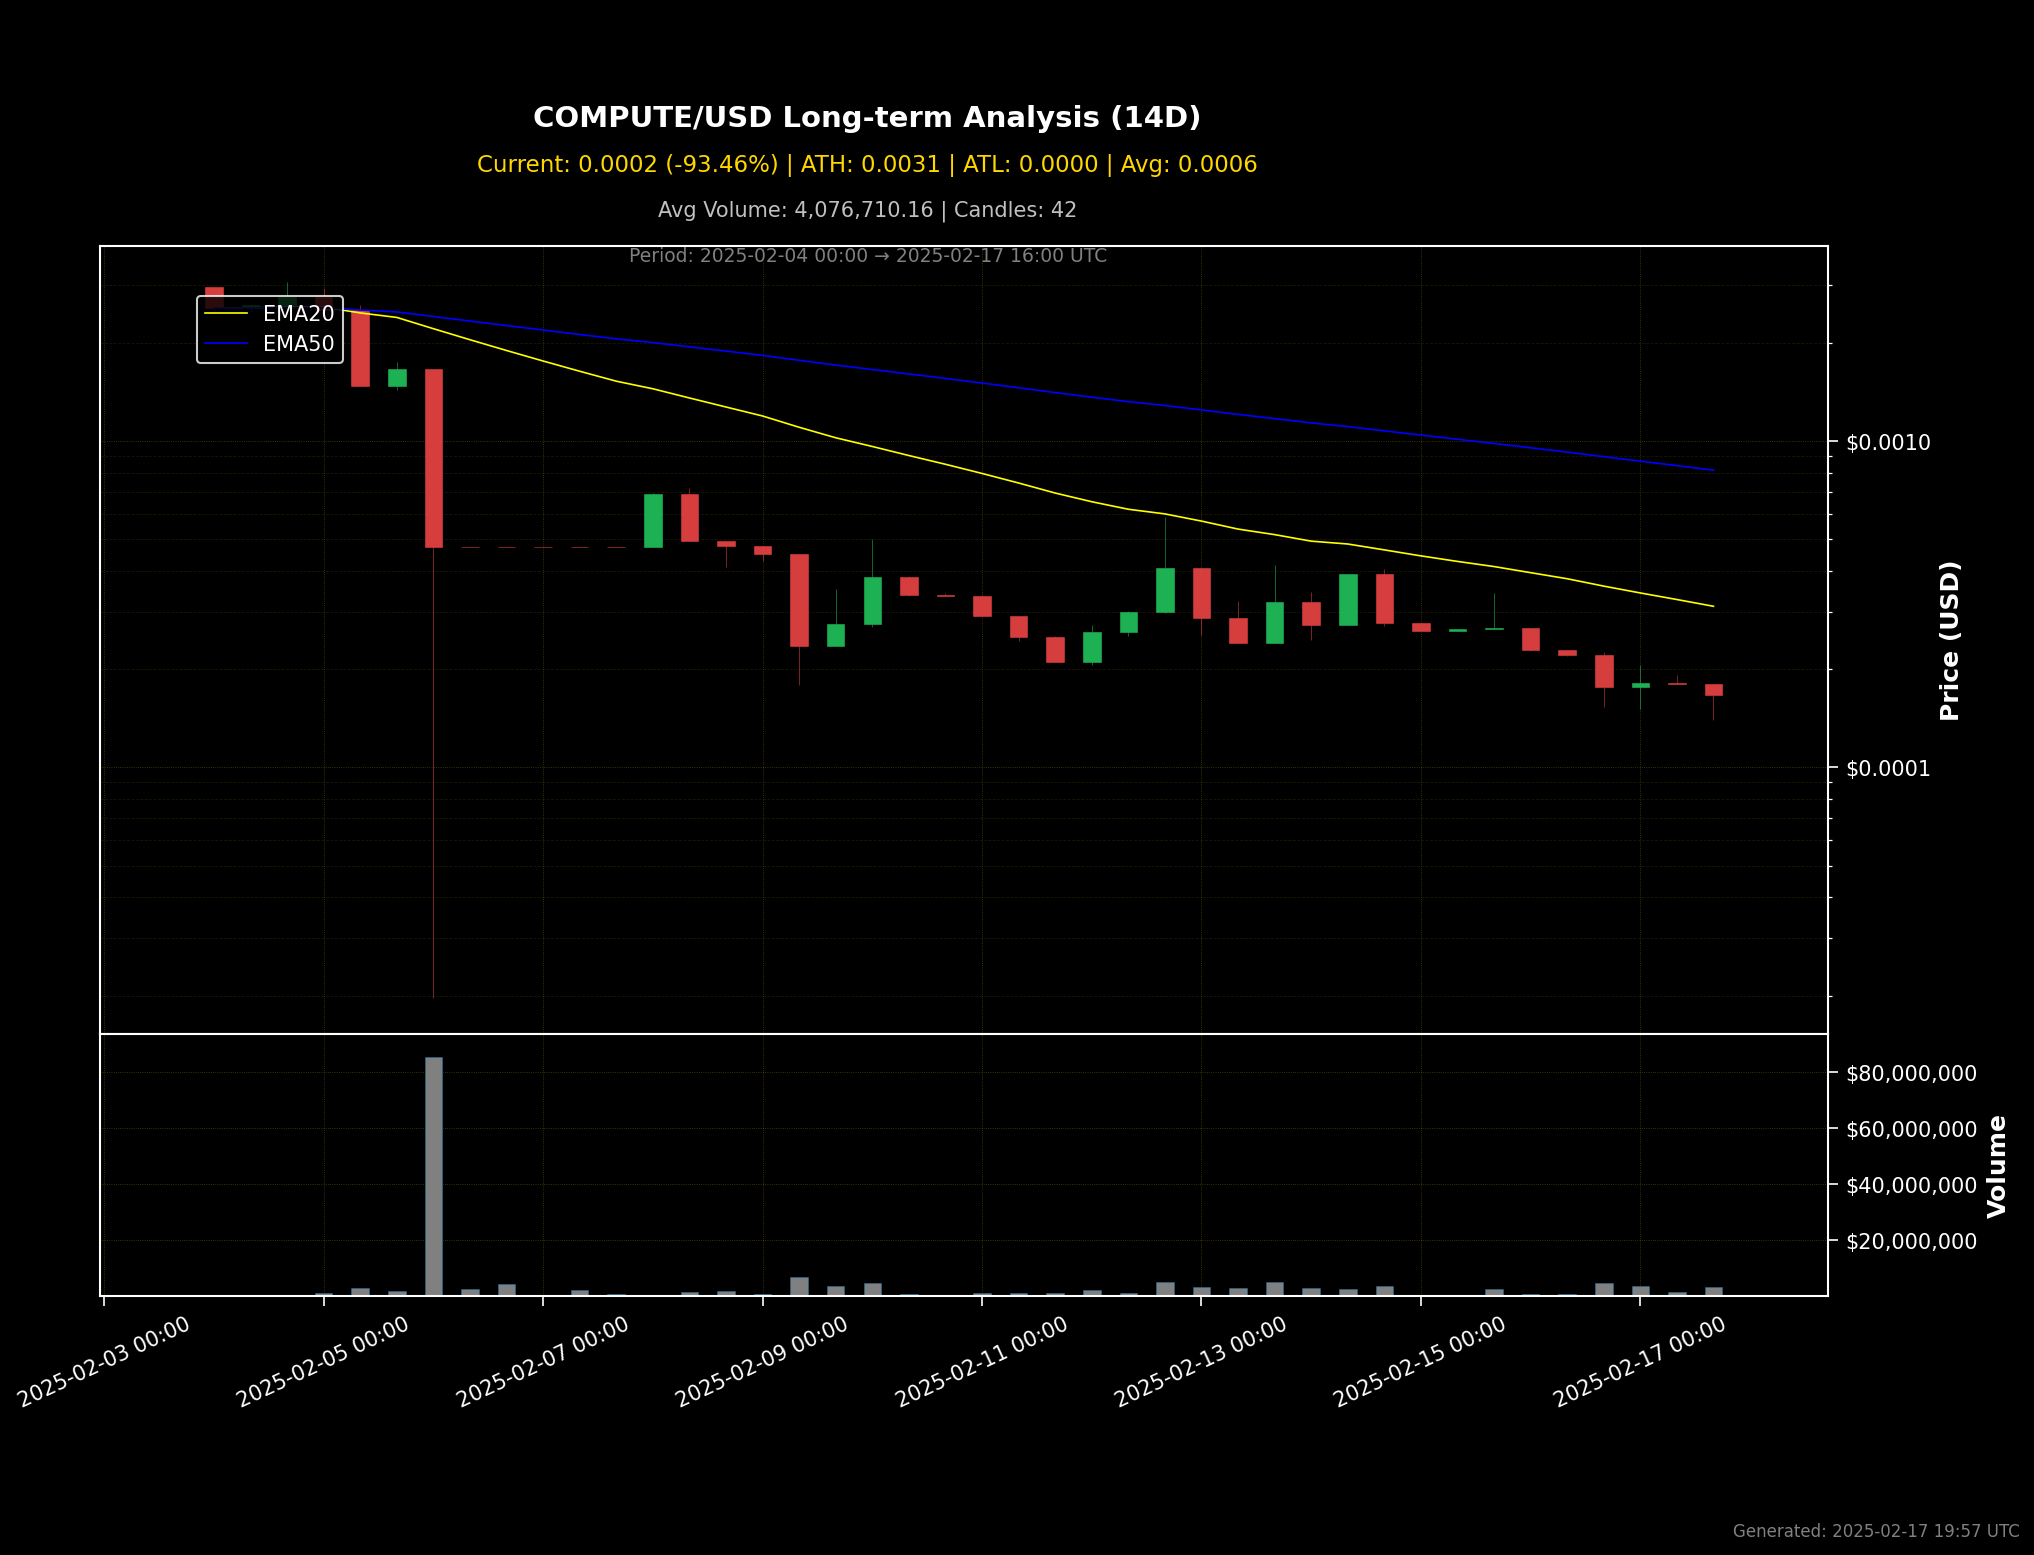 COMPUTE/USD Long-term Analysis (14D)
Current: 0.0002 (-93.46%) | ATH: 0.0031 | ATL: 0.0000 | Avg: 0.0006
Avg Volume: 4,076,710.16 | Candles: 42
Period: 2025-02-04 00:00 → 2025-02-17 16:00 UTC
EMA20
EMA50
$0.0010
$0.0001
Price (USD)
$80,000,000
$60,000,000
$40,000,000
$20,000,000
Volume
2025-02-03 00:00
2025-02-05 00:00
2025-02-07 00:00
2025-02-09 00:00
2025-02-11 00:00
2025-02-13 00:00
2025-02-15 00:00
2025-02-17 00:00
Generated: 2025-02-17 19:57 UTC